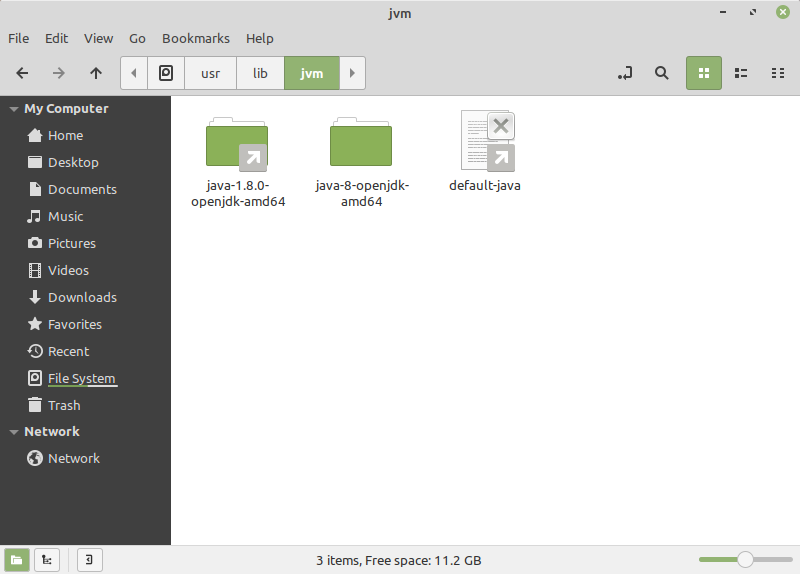 jvm
File Edit View Go Bookmarks Help
usr lib jvm
My Computer
Home
Desktop
Documents
Music
Pictures
Videos
Downloads
Favorites
Recent
File System
Trash
Network
Network
java-1.8.0-
openjdk-amd64
java-8-openjdk-
amd64
default-java
3 items, Free space: 11.2 GB